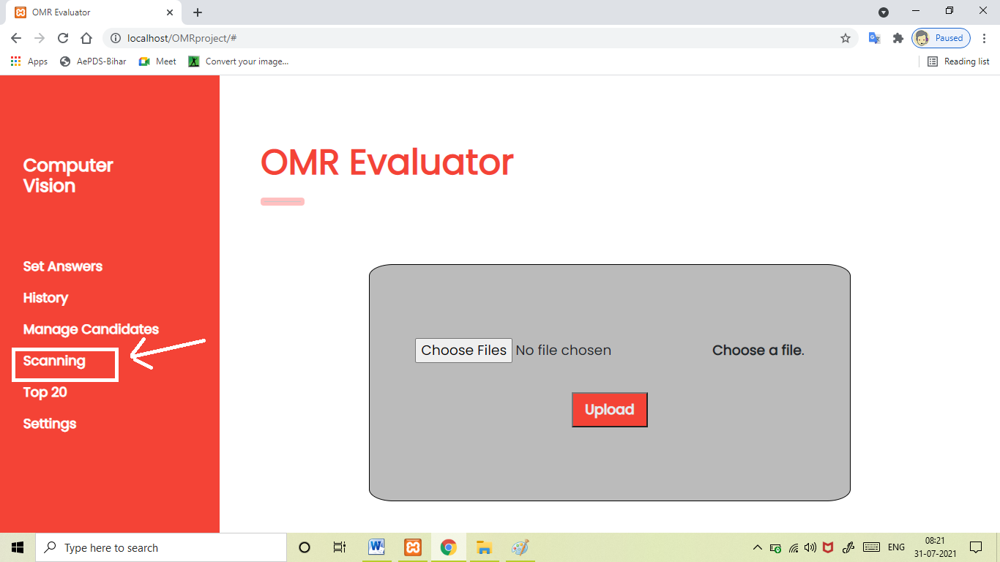 OMR Evaluator
localhost/OMRproject/#
Paused
Apps
AePDS-Bihar
Meet
Convert your image...
Reading list
Computer
Vision
Set Answers
History
Manage Candidates
Scanning
Top 20
Settings
OMR Evaluator
Choose Files No file chosen
Choose a file.
Upload
Type here to search
ENG
08:21
31-07-2021